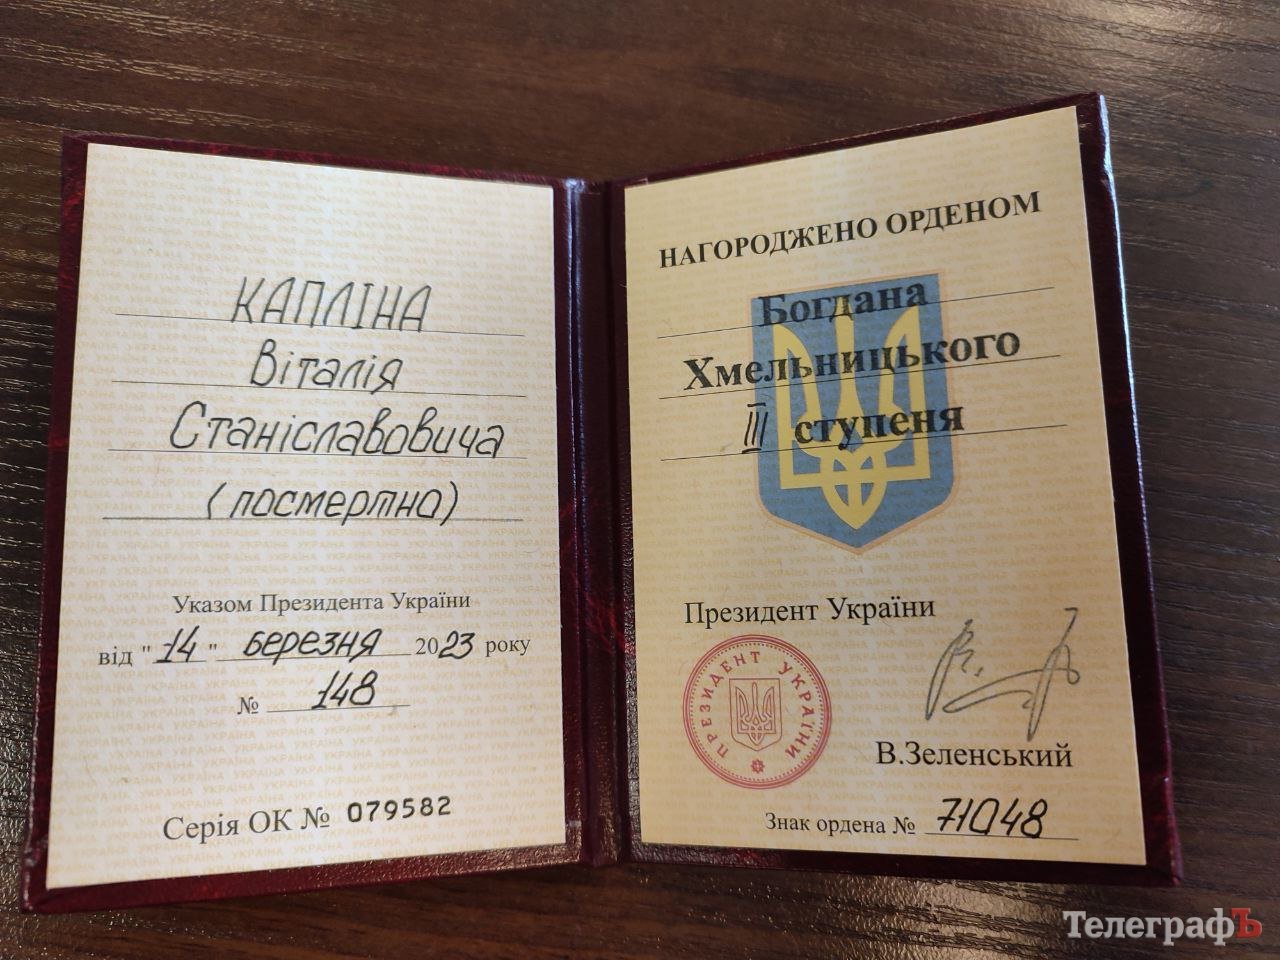 КАПЛІНА
Віталія
Станіславовича
(посмертно)
Указом Президента України
від "14" березня 2023 року
№ 148
Серія ОК № 079582
НАГОРОДЖЕНО ОРДЕНОМ
Богдана
Хмельницького
III ступеня
Президент України
ПРЕЗИДЕНТ УКРАЇНИ
В.Зеленський
Знак ордена № 71048
ТелеграфЪ